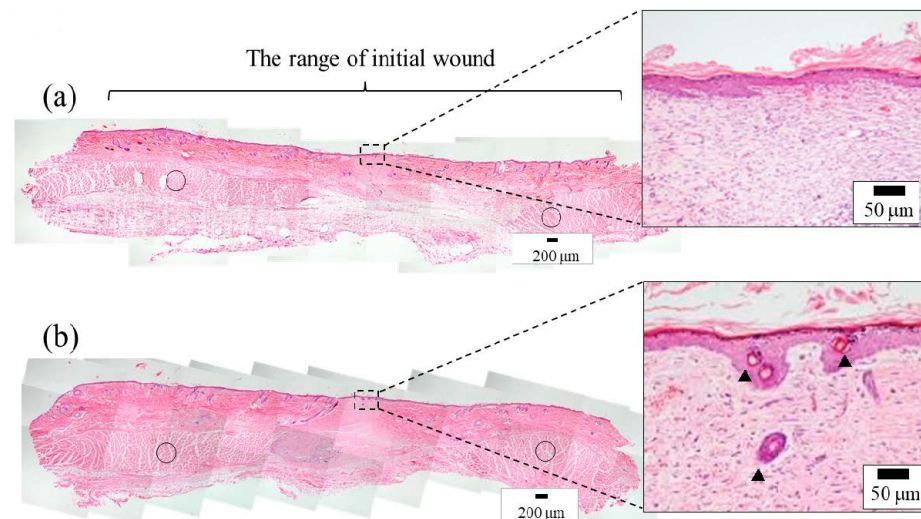 The range of initial wound
(a)
50 μm
200 μm
(b)
50 μm
200 μm